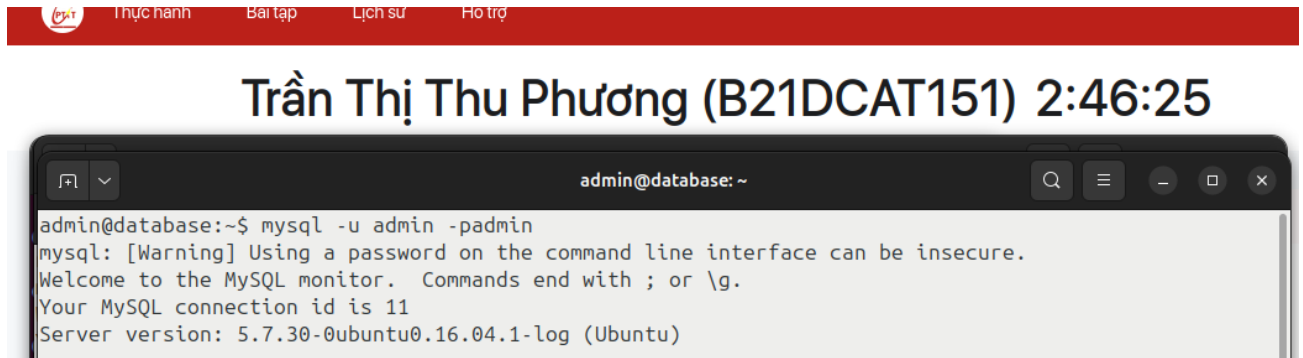 PTIT
Thực hành Bài tập Lịch sử Hỗ trợ
Trần Thị Thu Phương (B21DCAT151) 2:46:25
admin@database: ~
admin@database:~$ mysql -u admin -padmin
mysql: [Warning] Using a password on the command line interface can be insecure.
Welcome to the MySQL monitor.  Commands end with ; or \g.
Your MySQL connection id is 11
Server version: 5.7.30-0ubuntu0.16.04.1-log (Ubuntu)